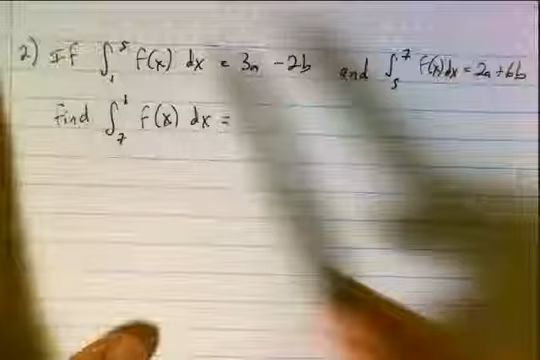 2) If ∫₁⁵ f(x) dx = 3a - 2b and ∫₅⁷ f(x)dx = 2a + 6b
Find ∫₇¹ f(x) dx =